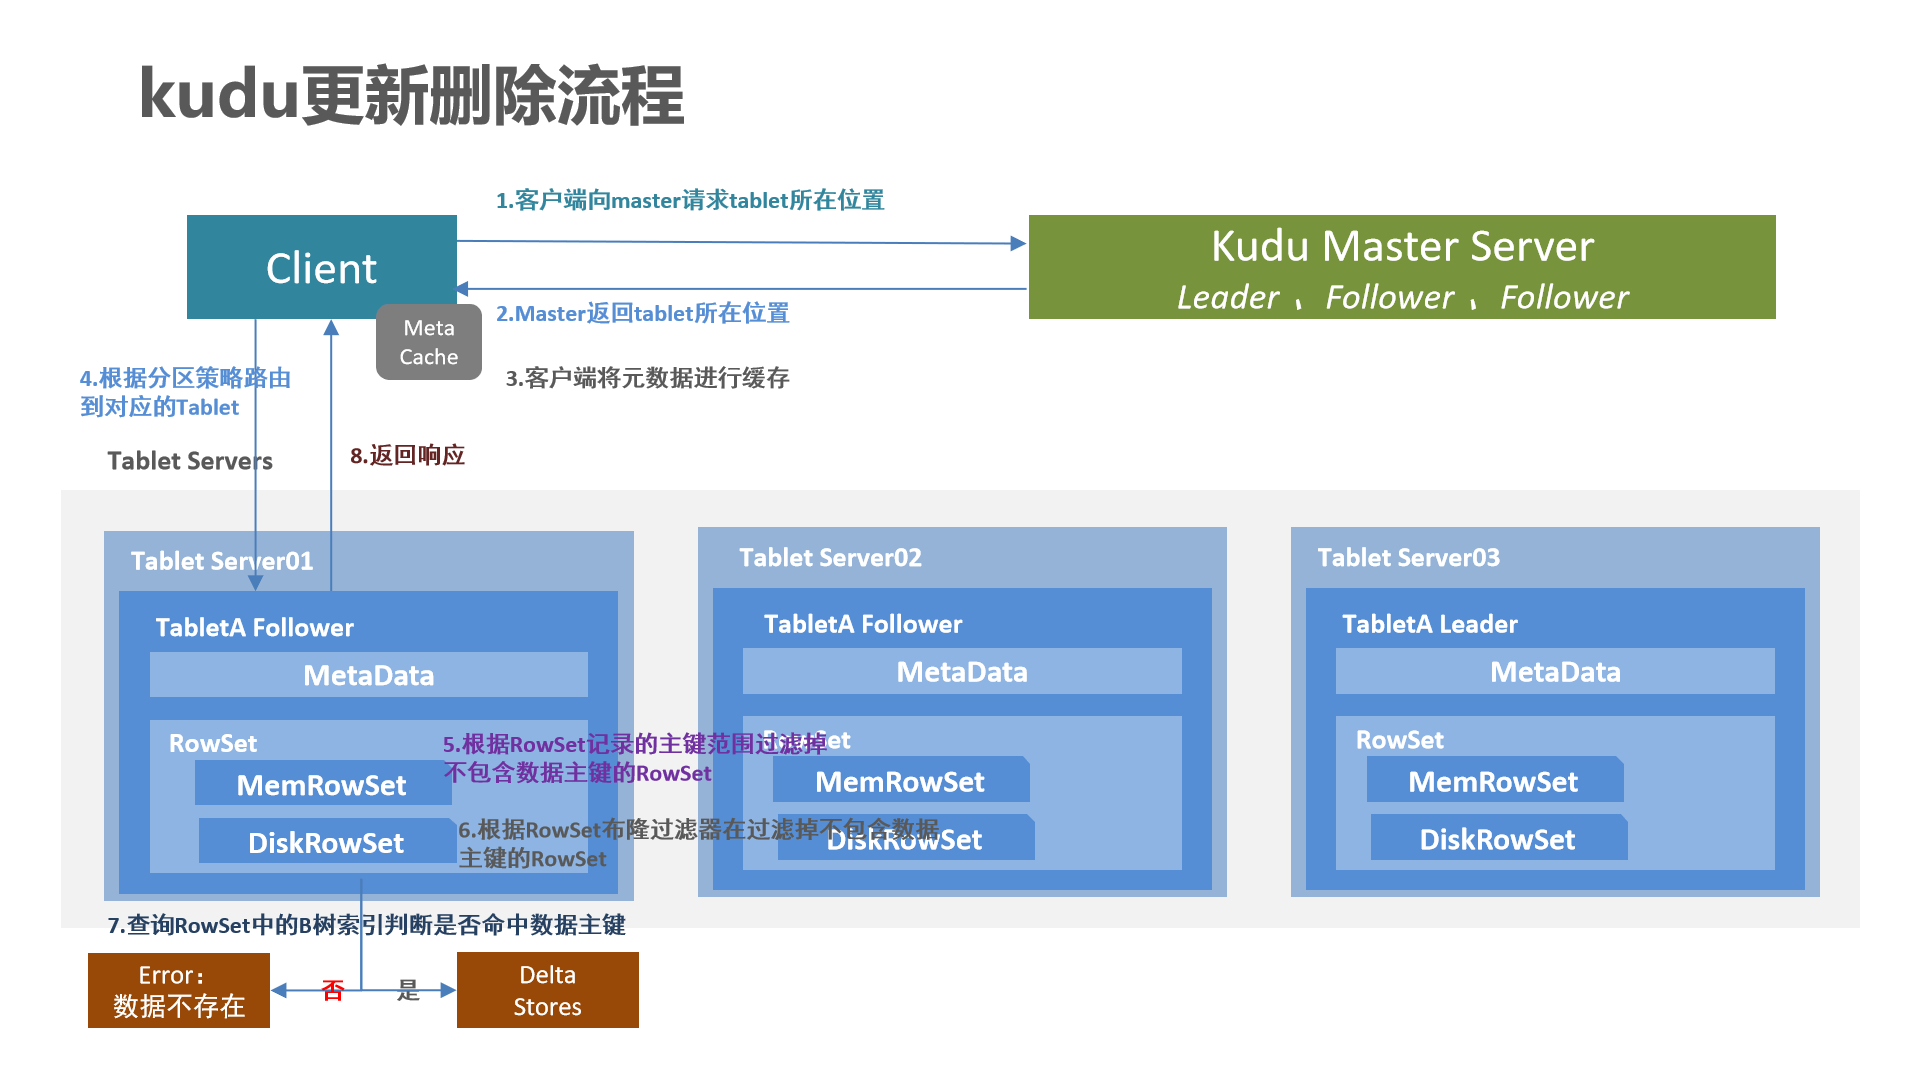 kudu更新删除流程
1.客户端向master请求tablet所在位置
Client
Kudu Master Server
Leader 、 Follower 、 Follower
2.Master返回tablet所在位置
Meta
Cache
3.客户端将元数据进行缓存
4.根据分区策略路由
到对应的Tablet
8.返回响应
Tablet Servers
Tablet Server01
TabletA Follower
MetaData
RowSet
MemRowSet
DiskRowSet
5.根据RowSet记录的主键范围过滤掉
不包含数据主键的RowSet
6.根据RowSet布隆过滤器在过滤掉不包含数据
主键的RowSet
Tablet Server02
TabletA Follower
MetaData
RowSet
MemRowSet
DiskRowSet
Tablet Server03
TabletA Leader
MetaData
RowSet
MemRowSet
DiskRowSet
7.查询RowSet中的B树索引判断是否命中数据主键
Error：
数据不存在
否
是
Delta
Stores